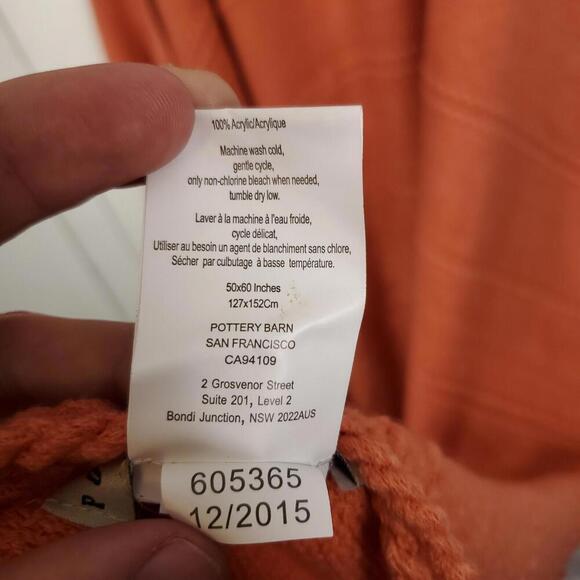 100% Acrylic/Acrylique
Machine wash cold,
gentle cycle,
only non-chlorine bleach when needed,
tumble dry low.
Laver à la machine à l'eau froide,
cycle délicat,
Utiliser au besoin un agent de blanchiment sans chlore,
Sécher par culbutage à basse température.
50x60 Inches
127x152Cm
POTTERY BARN
SAN FRANCISCO
CA94109
2 Grosvenor Street
Suite 201, Level 2
Bondi Junction, NSW 2022AUS
605365
12/2015